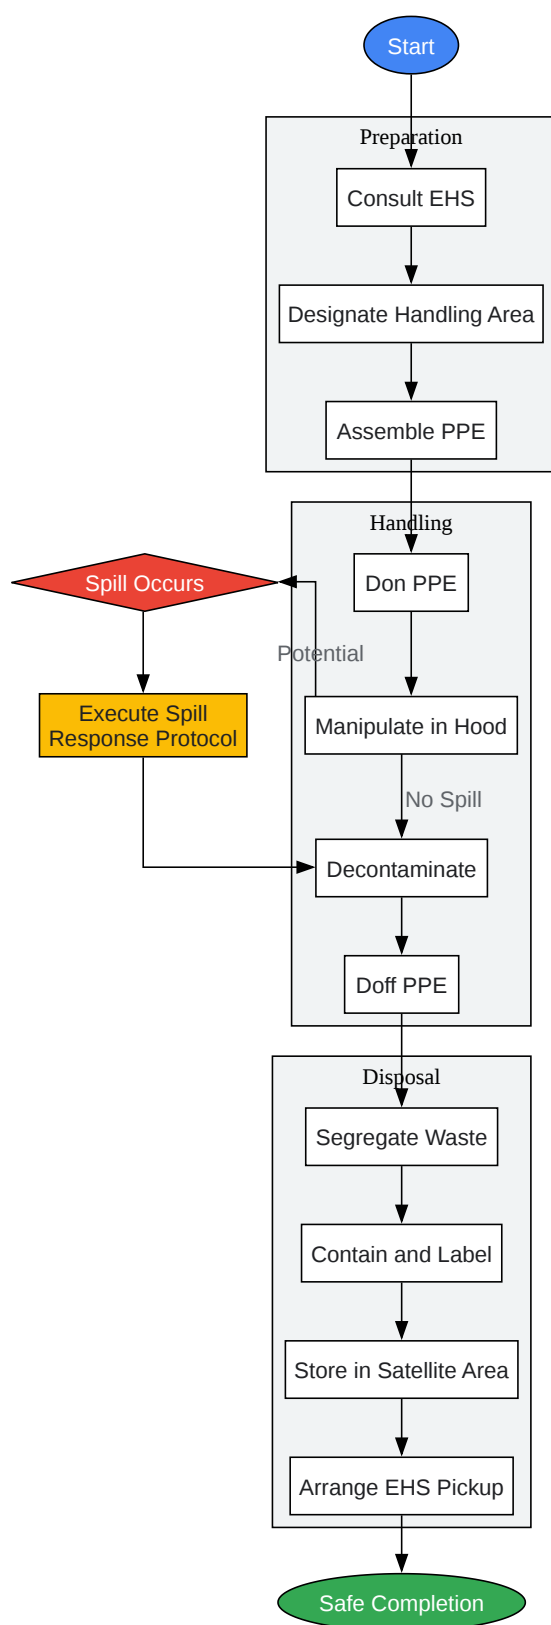 Start
Preparation
Consult EHS
Designate Handling Area
Assemble PPE
Handling
Don PPE
Spill Occurs
Potential
Execute Spill
Response Protocol
Manipulate in Hood
No Spill
Decontaminate
Doff PPE
Disposal
Segregate Waste
Contain and Label
Store in Satellite Area
Arrange EHS Pickup
Safe Completion